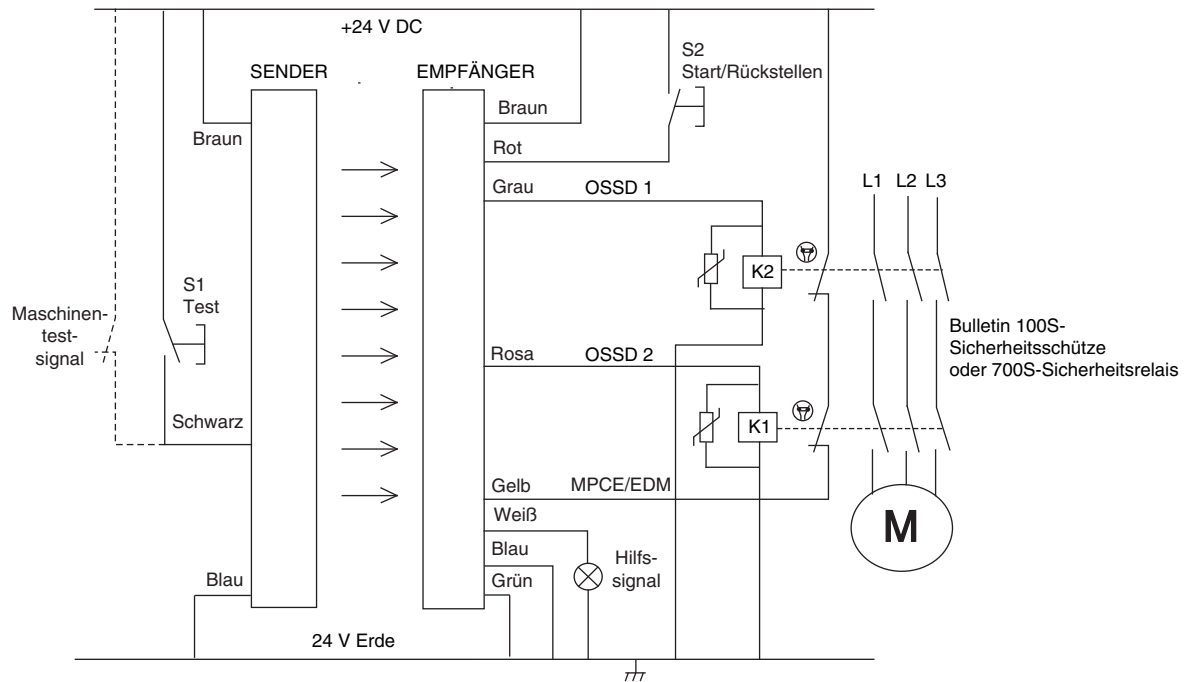 +24 V DC
SENDER
EMPFÄNGER
S2
Start/Rückstellen
Braun
Braun
Rot
Grau
OSSD 1
L1
L2
L3
K2
S1
Test
Maschinen-
test-
signal
Bulletin 100S-
Sicherheitsschütze
oder 700S-Sicherheitsrelais
Rosa
OSSD 2
Schwarz
K1
Gelb
MPCE/EDM
Weiß
M
Blau
Hilfs-
signal
Blau
Grün
24 V Erde